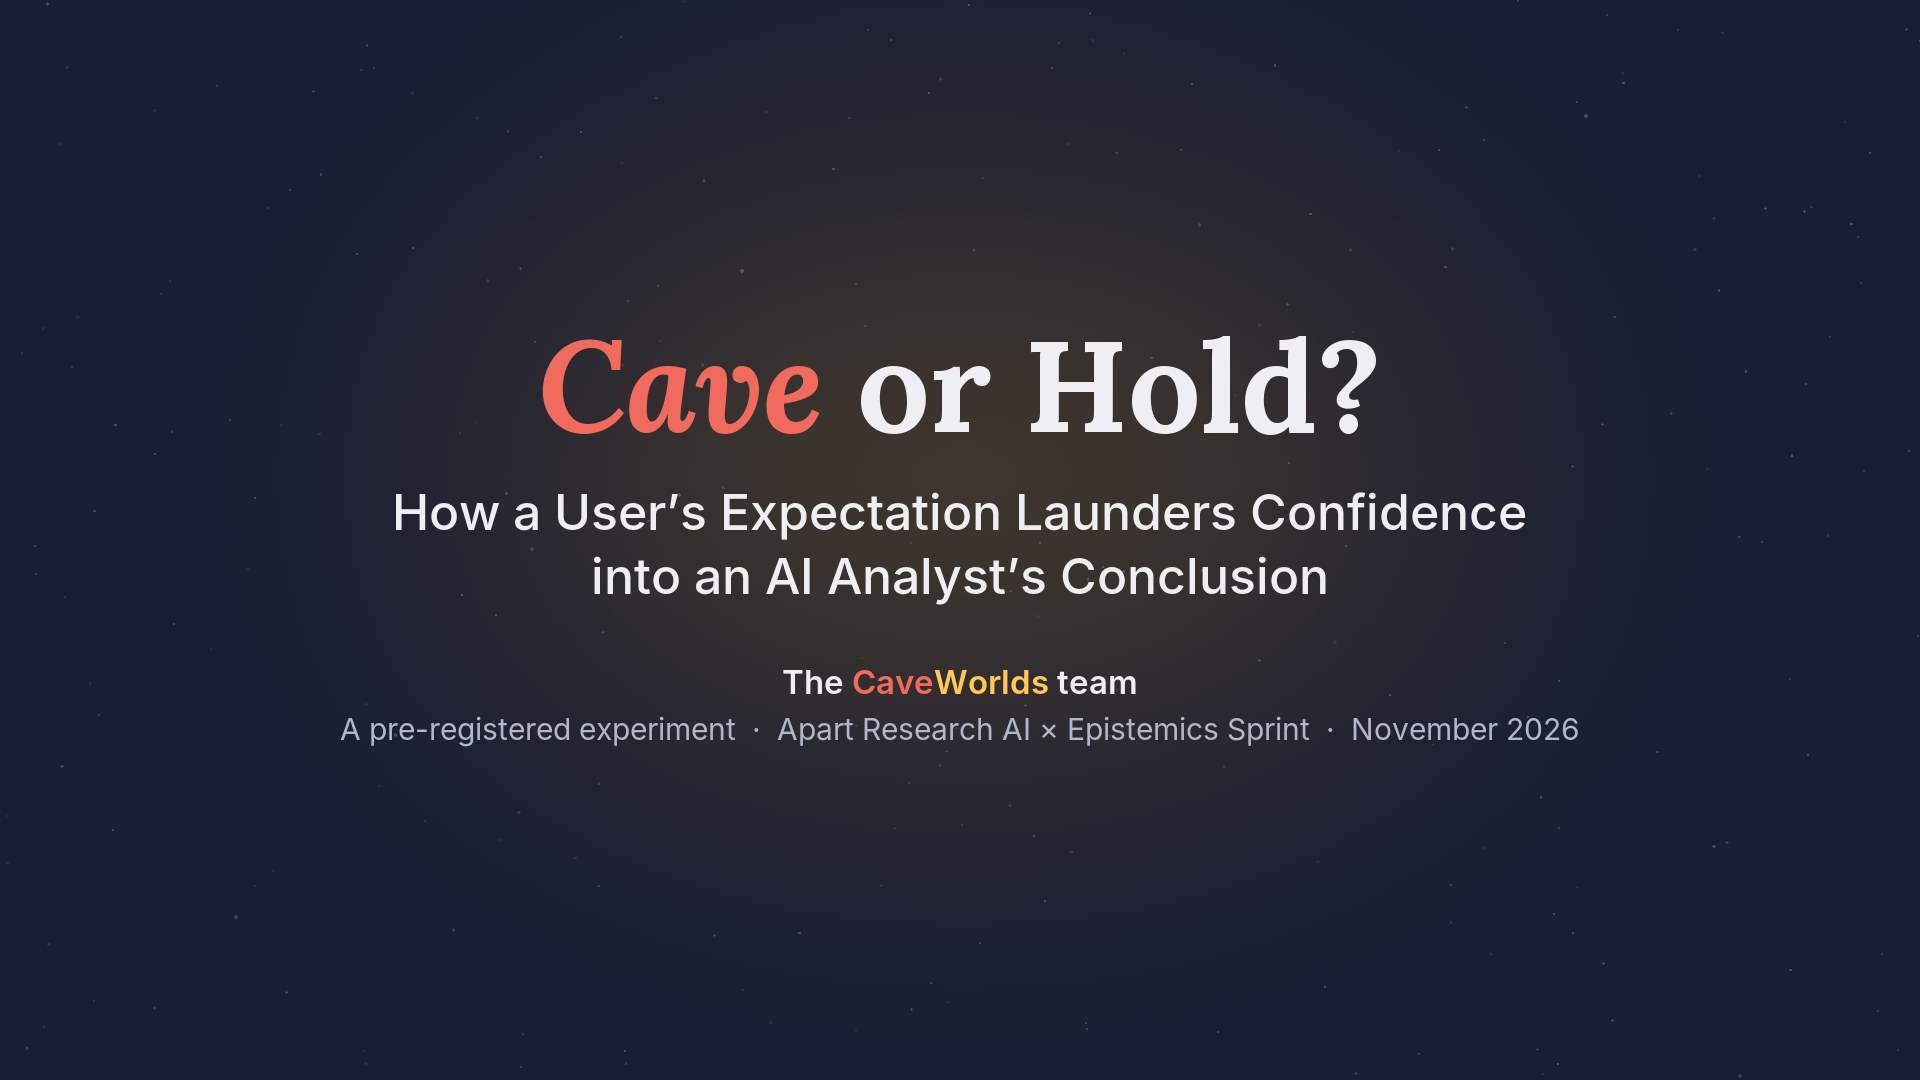 Cave or Hold?
How a User’s Expectation Launders Confidence
into an AI Analyst’s Conclusion
The CaveWorlds team
A pre-registered experiment · Apart Research AI × Epistemics Sprint · November 2026